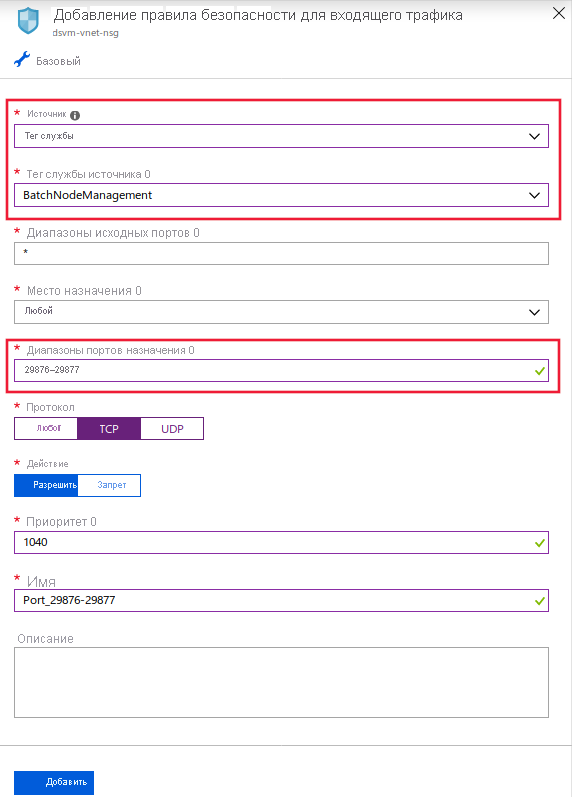 Добавление правила безопасности для входящего трафика
dsvm-vnet-nsg
Базовый
* Источник
Тег службы
* Тег службы источника 0
BatchNodeManagement
* Диапазоны исходных портов 0
*
* Место назначения 0
Любой
* Диапазоны портов назначения 0
29876–29877
* Протокол
Любой TCP UDP
* Действие
Разрешить Запрет
* Приоритет 0
1040
* Имя
Port_29876-29877
Описание
Добавить